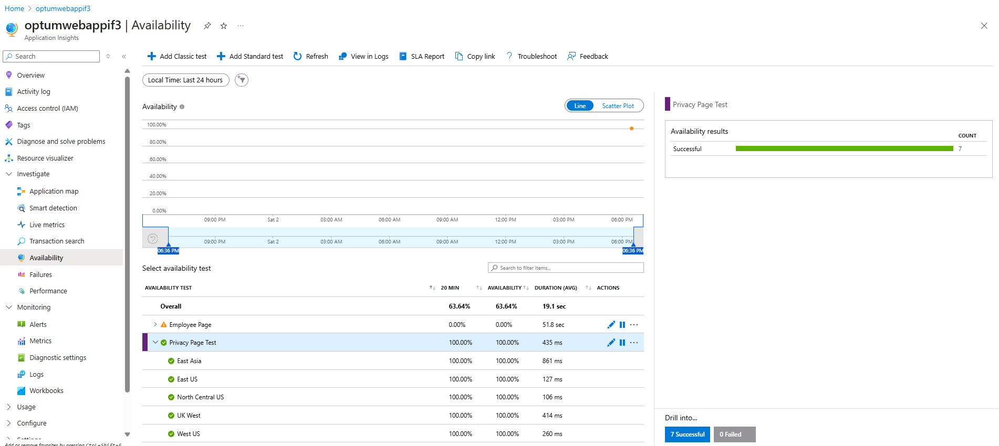 Home > optumwebappif3
optumwebappif3 | Availability
Application Insights
Search
Overview
Activity log
Access control (IAM)
Tags
Diagnose and solve problems
Resource visualizer
Investigate
Application map
Smart detection
Live metrics
Transaction search
Availability
Failures
Performance
Monitoring
Alerts
Metrics
Diagnostic settings
Logs
Workbooks
Usage
Configure
Settings
Add or remove favorites by pressing Ctrl+Shift+F
Add Classic test Add Standard test Refresh View in Logs SLA Report Copy link Troubleshoot Feedback
Local Time: Last 24 hours
Availability
Line Scatter Plot
100.00%
80.00%
60.00%
40.00%
20.00%
0.00%
09:00 PM Sat 2 03:00 AM 06:00 AM 09:00 AM 12:00 PM 03:00 PM 06:00 PM
09:00 PM Sat 2 03:00 AM 06:00 AM 09:00 AM 12:00 PM 03:00 PM 06:00 PM
06:36 PM 06:36 PM
Select availability test
Search to filter items...
AVAILABILITY TEST 20 MIN AVAILABILITY DURATION (AVG) ACTIONS
Overall 63.64% 63.64% 19.1 sec
Employee Page 0.00% 0.00% 51.8 sec
Privacy Page Test 100.00% 100.00% 435 ms
East Asia 100.00% 100.00% 861 ms
East US 100.00% 100.00% 127 ms
North Central US 100.00% 100.00% 106 ms
UK West 100.00% 100.00% 414 ms
West US 100.00% 100.00% 260 ms
Privacy Page Test
Availability results
COUNT
Successful 7
Drill into...
7 Successful 0 Failed